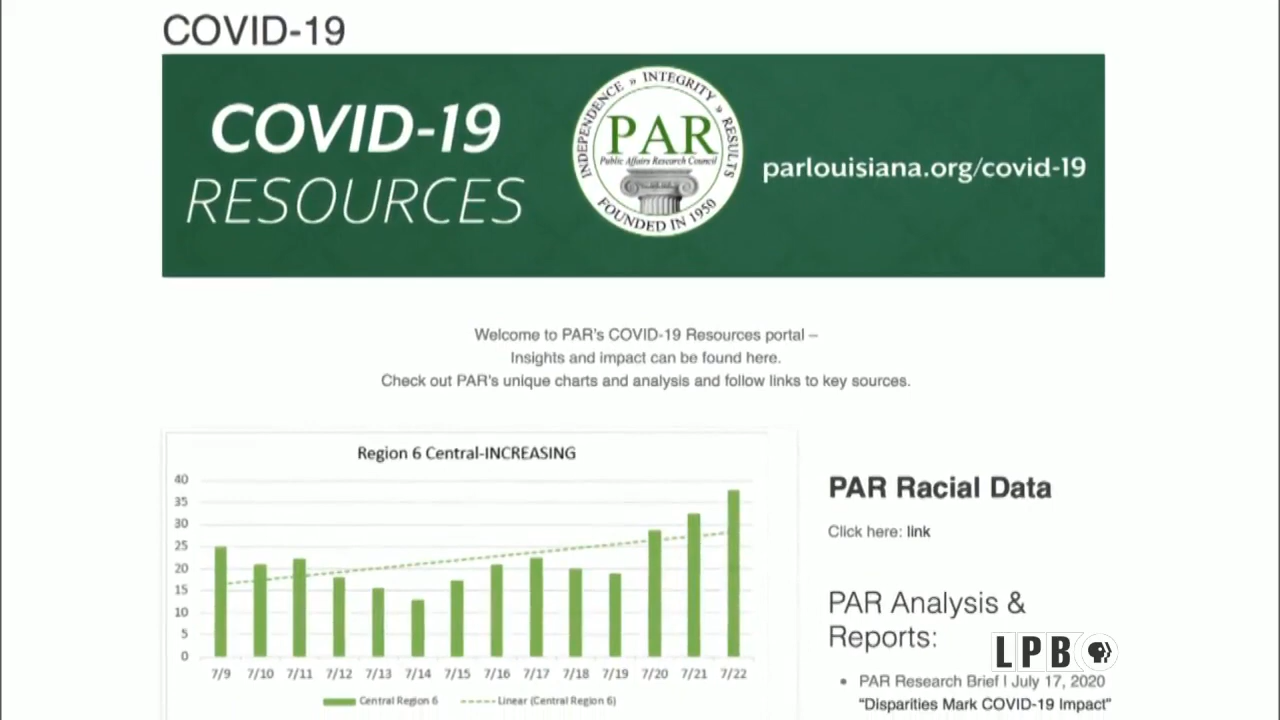 COVID-19
COVID-19
RESOURCES
INDEPENDENCE » INTEGRITY » RESULTS
PAR
Public Affairs Research Council
FOUNDED IN 1950
parlouisiana.org/covid-19
Welcome to PAR's COVID-19 Resources portal –
Insights and impact can be found here.
Check out PAR's unique charts and analysis and follow links to key sources.
Region 6 Central-INCREASING
40
35
30
25
20
15
10
5
0
7/9 7/10 7/11 7/12 7/13 7/14 7/15 7/16 7/17 7/18 7/19 7/20 7/21 7/22
Central Region 6 Linear (Central Region 6)
PAR Racial Data
Click here: link
PAR Analysis &
Reports:
LPB
• PAR Research Brief | July 17, 2020
“Disparities Mark COVID-19 Impact”